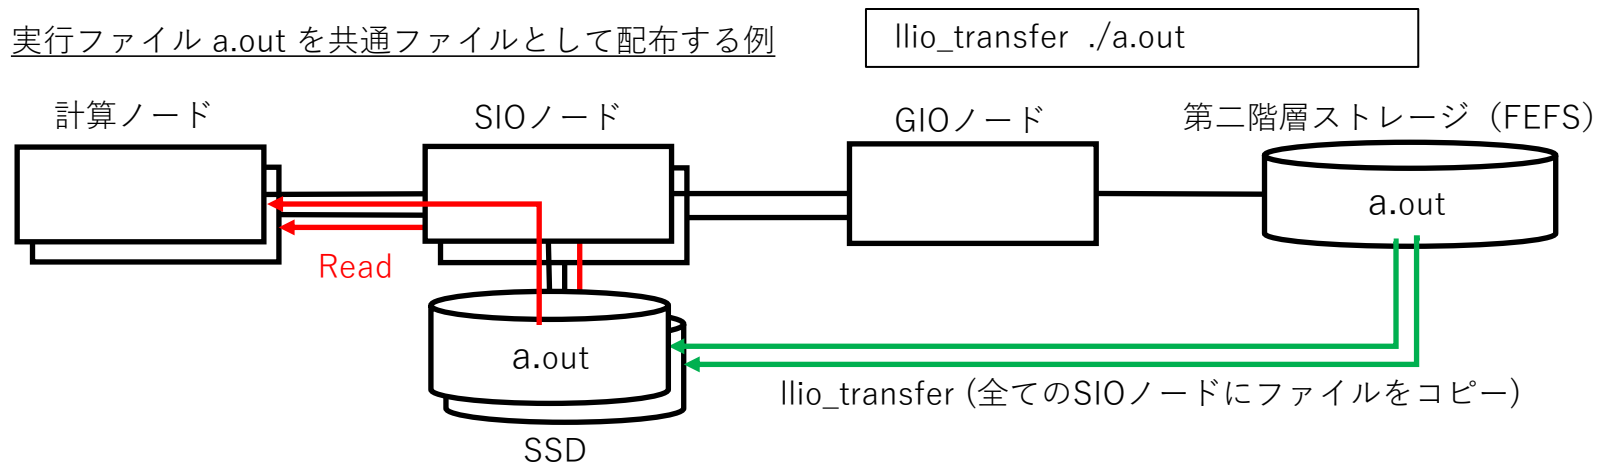 実行ファイル a.out を共通ファイルとして配布する例
llio_transfer ./a.out
計算ノード
SIOノード
GIOノード
第二階層ストレージ（FEFS）
a.out
Read
a.out
llio_transfer (全てのSIOノードにファイルをコピー)
SSD